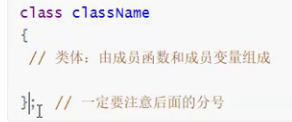 class className
{
// 类体：由成员函数和成员变量组成
}; // 一定要注意后面的分号